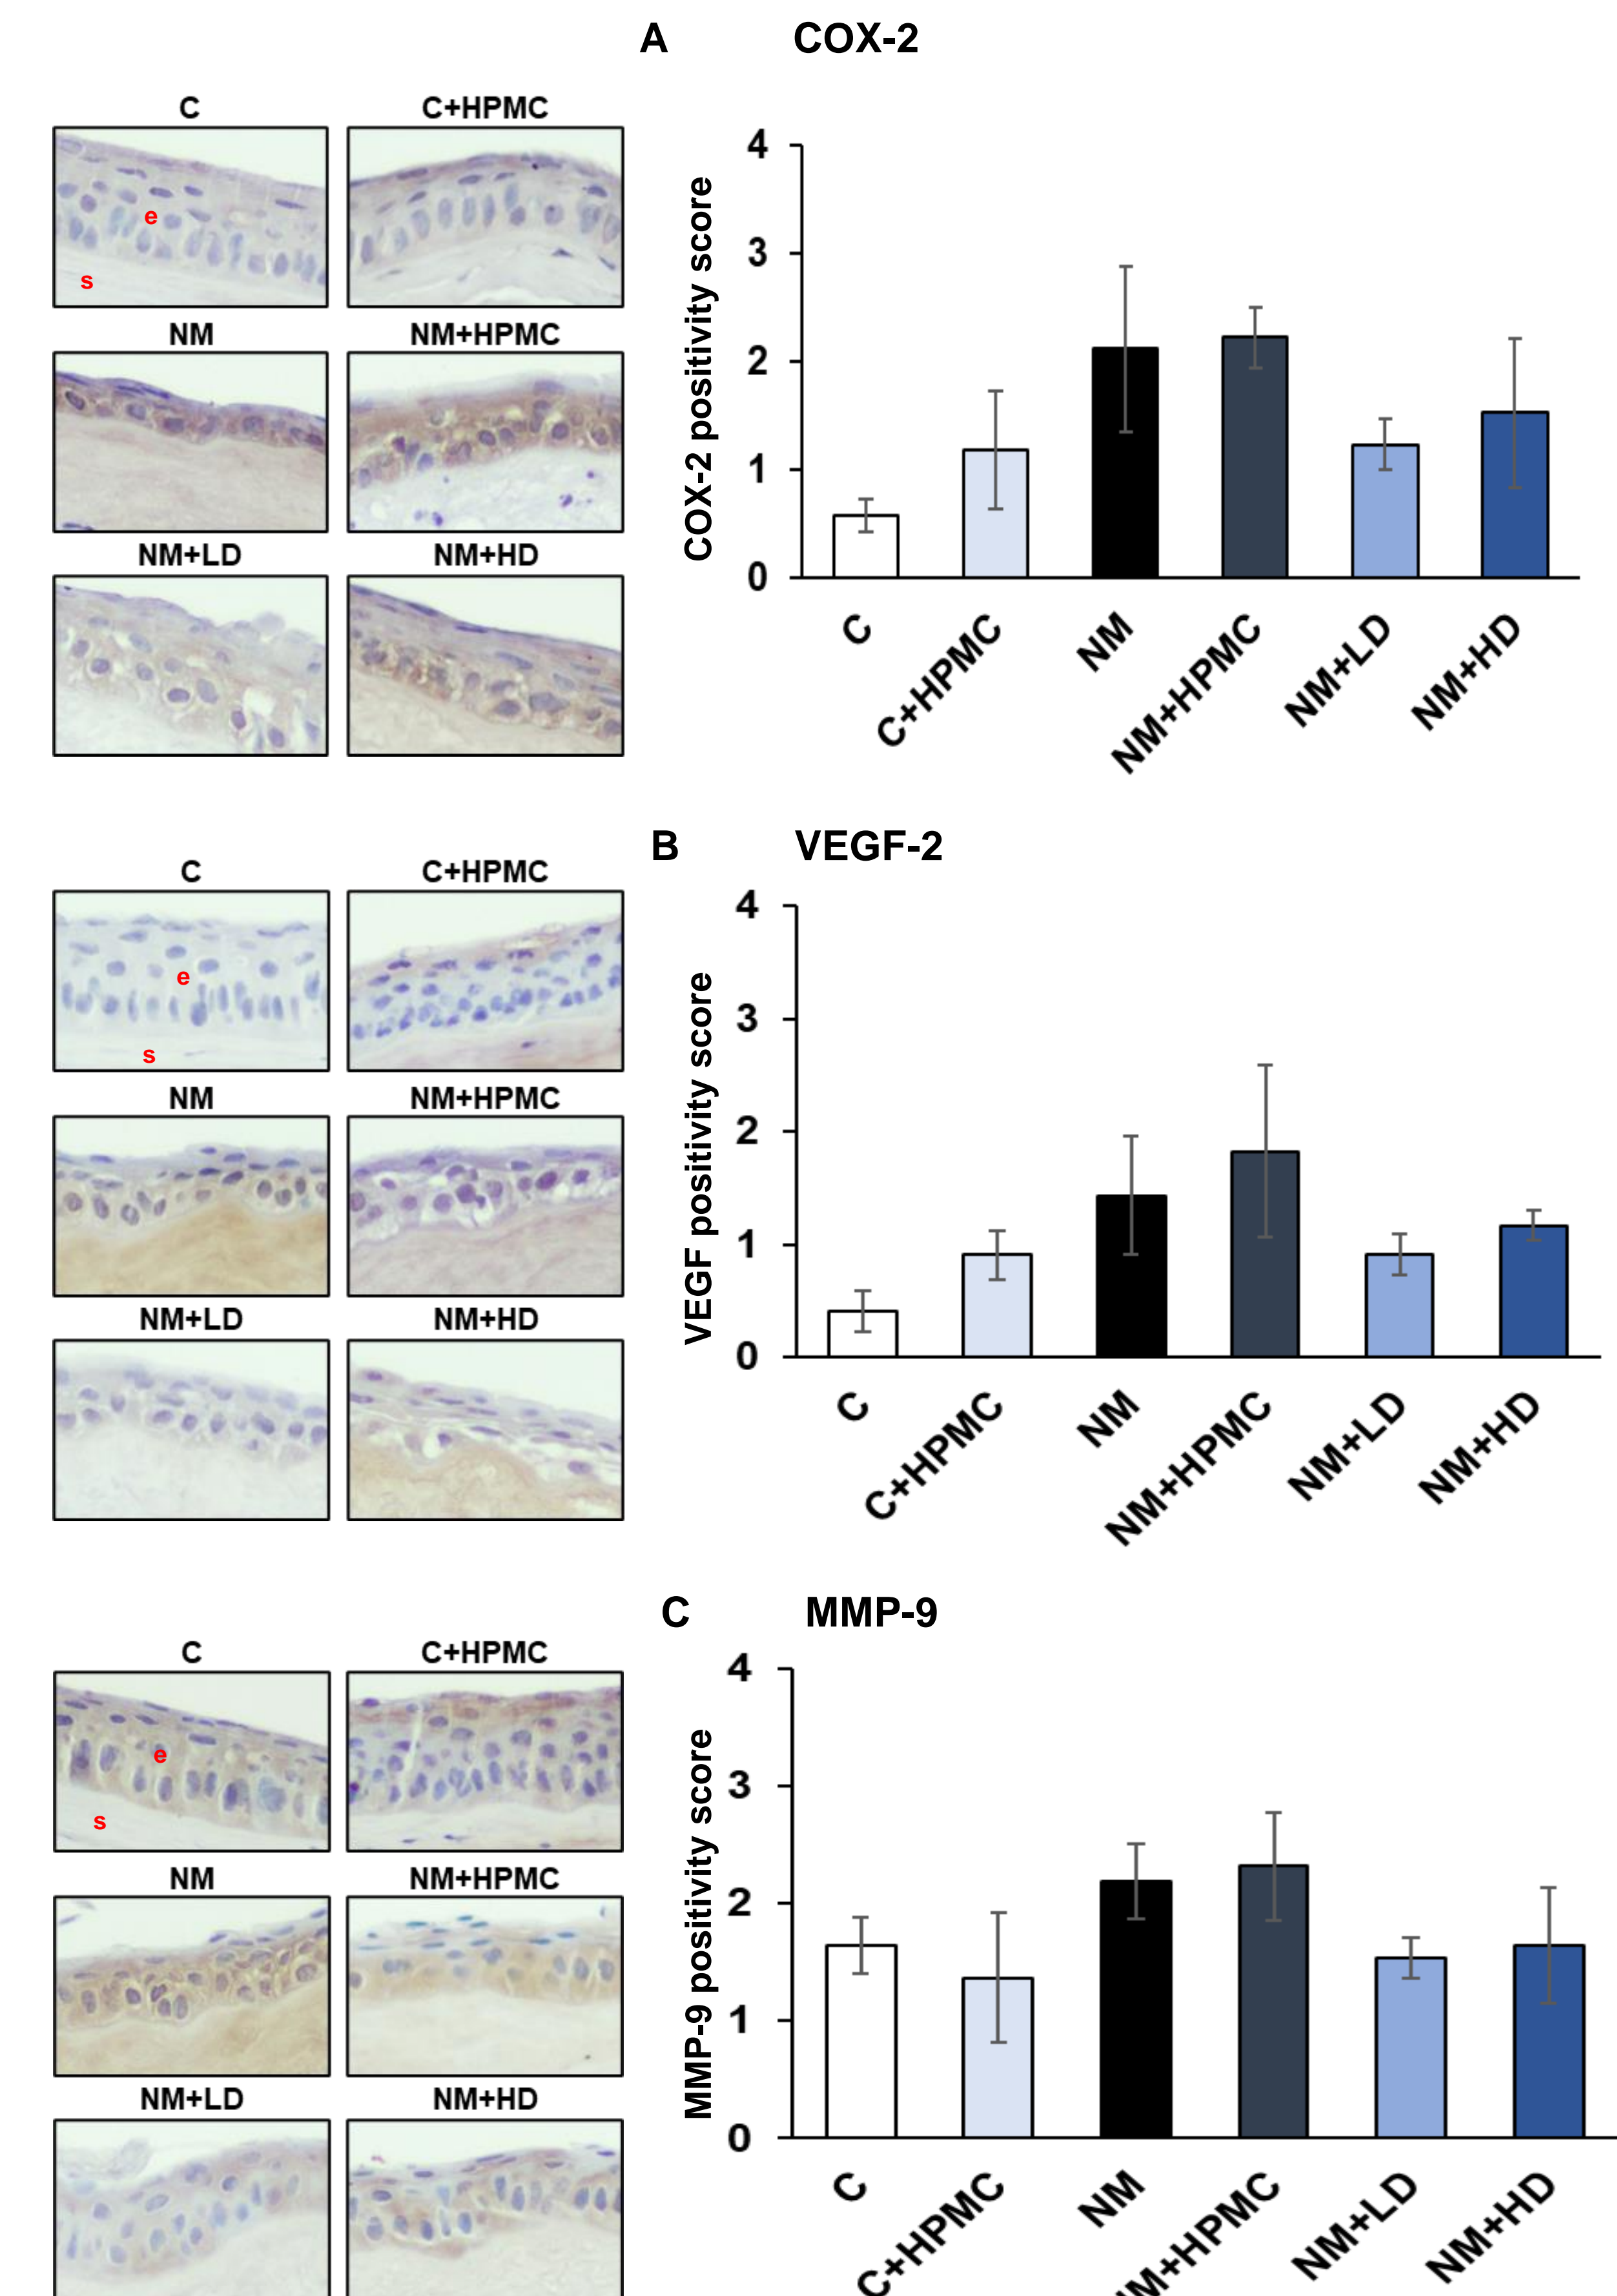 A COX-2
C C+HPMC
e
s
NM NM+HPMC
NM+LD NM+HD
COX-2 positivity score
4
3
2
1
0
C C+HPMC NM NM+HPMC NM+LD NM+HD
B VEGF-2
C C+HPMC
e
s
NM NM+HPMC
NM+LD NM+HD
VEGF positivity score
4
3
2
1
0
C C+HPMC NM NM+HPMC NM+LD NM+HD
C MMP-9
C C+HPMC
e
s
NM NM+HPMC
NM+LD NM+HD
MMP-9 positivity score
4
3
2
1
0
C C+HPMC NM NM+HPMC NM+LD NM+HD